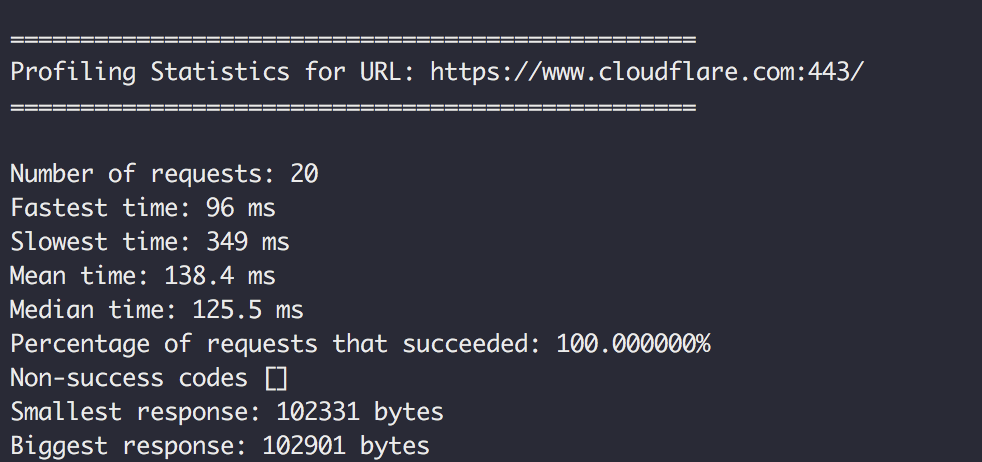 =================================================
Profiling Statistics for URL: https://www.cloudflare.com:443/
=================================================
Number of requests: 20
Fastest time: 96 ms
Slowest time: 349 ms
Mean time: 138.4 ms
Median time: 125.5 ms
Percentage of requests that succeeded: 100.000000%
Non-success codes []
Smallest response: 102331 bytes
Biggest response: 102901 bytes